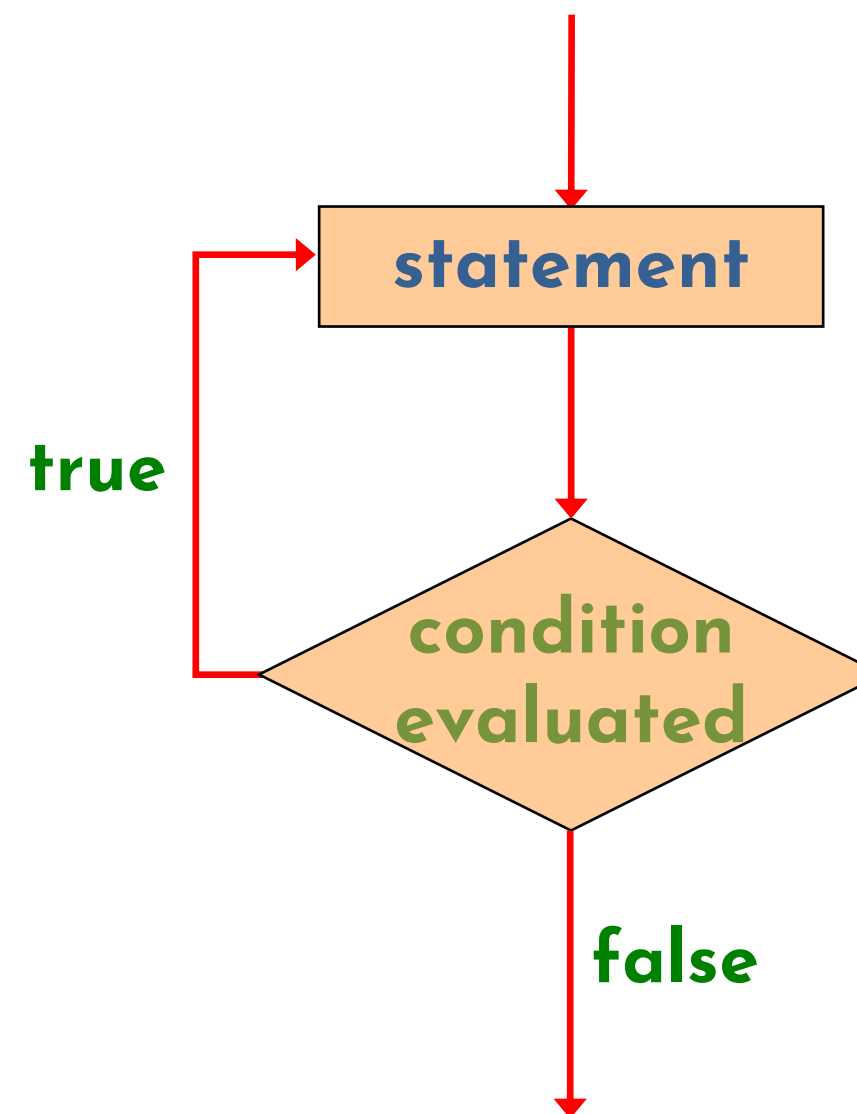 statement
true
condition
evaluated
false